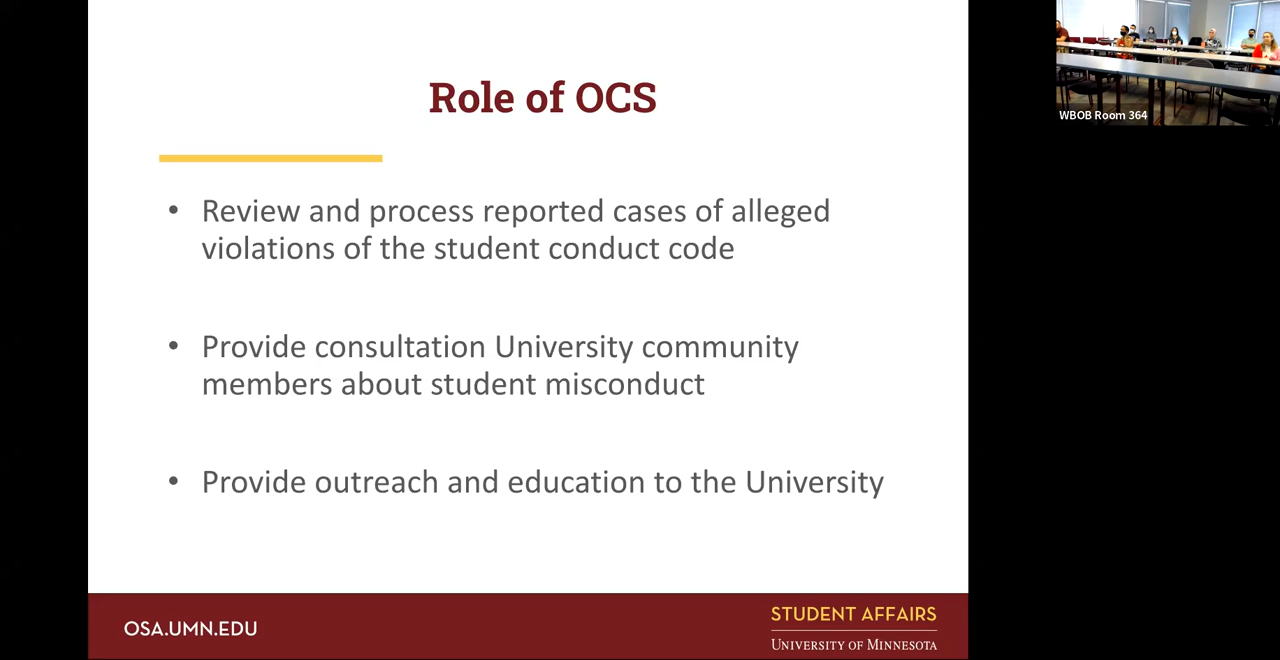 Role of OCS
• Review and process reported cases of alleged
violations of the student conduct code
• Provide consultation University community
members about student misconduct
• Provide outreach and education to the University
OSA.UMN.EDU
STUDENT AFFAIRS
UNIVERSITY OF MINNESOTA
WBOB Room 364